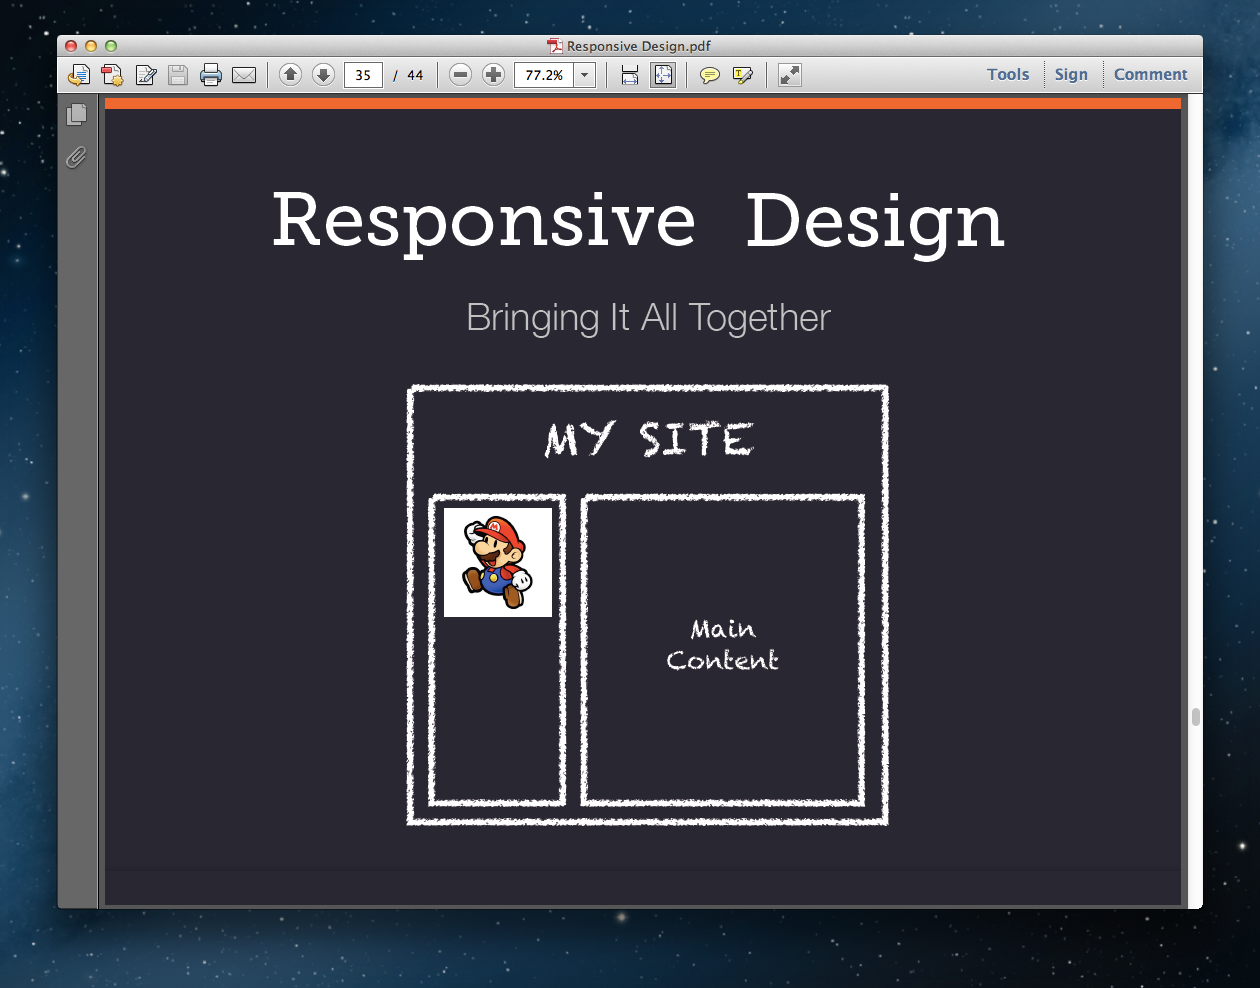 Responsive Design.pdf
35 / 44
77.2%
Tools
Sign
Comment
Responsive Design
Bringing It All Together
MY SITE
M
Main
Content